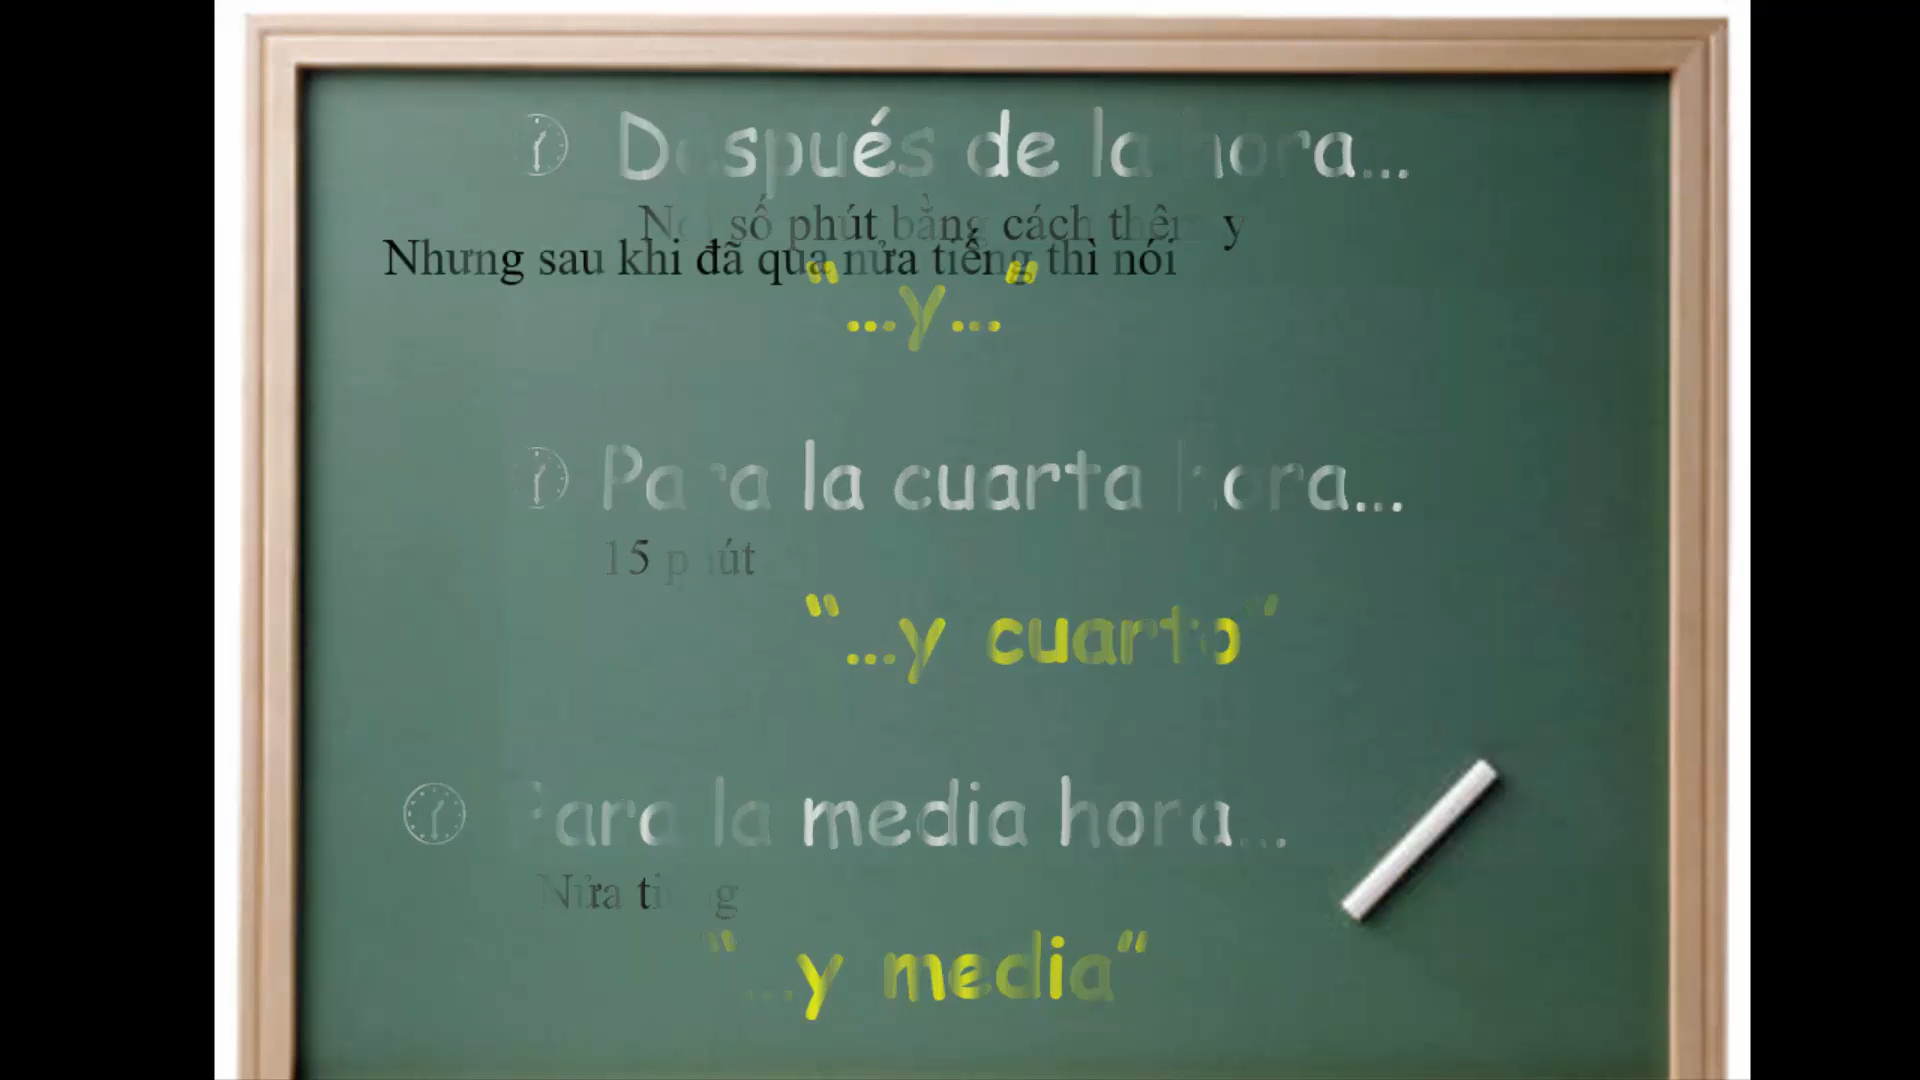 Después de la hora...
Nói số phút bằng cách thêm y
Nhưng sau khi đã qua nửa tiếng thì nói
"...y..."
Para la cuarta hora...
15 phút
"...y cuarto"
Para la media hora...
Nửa tiếng
"...y media"